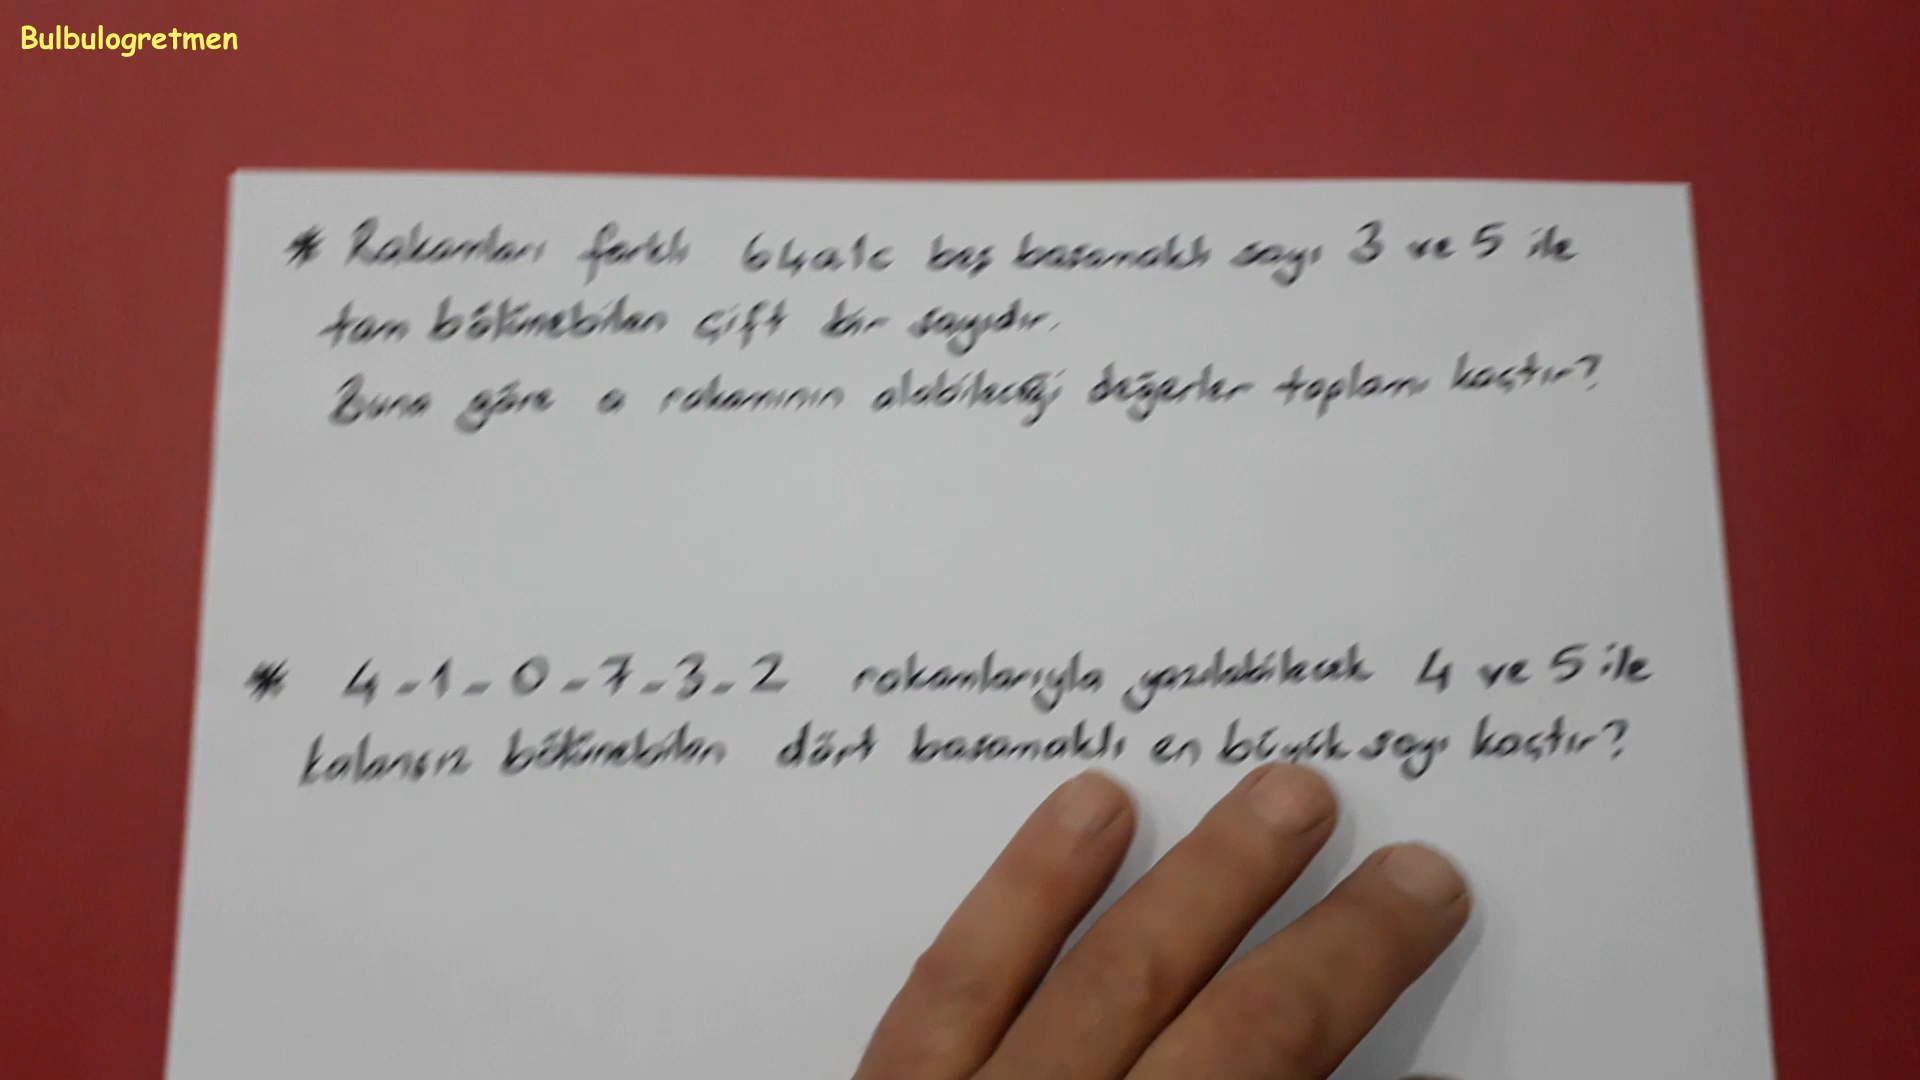 Bulbulogretmen
* Rakamları farklı 64a1c beş basamaklı sayı 3 ve 5 ile
tam bölünebilen çift bir sayıdır.
Buna göre a rakamının alabileceği değerler toplamı kaçtır?
* 4-1-0-7-3-2 rakamlarıyla yazılabilecek 4 ve 5 ile
kalansız bölünebilen dört basamaklı en büyük sayı kaçtır?